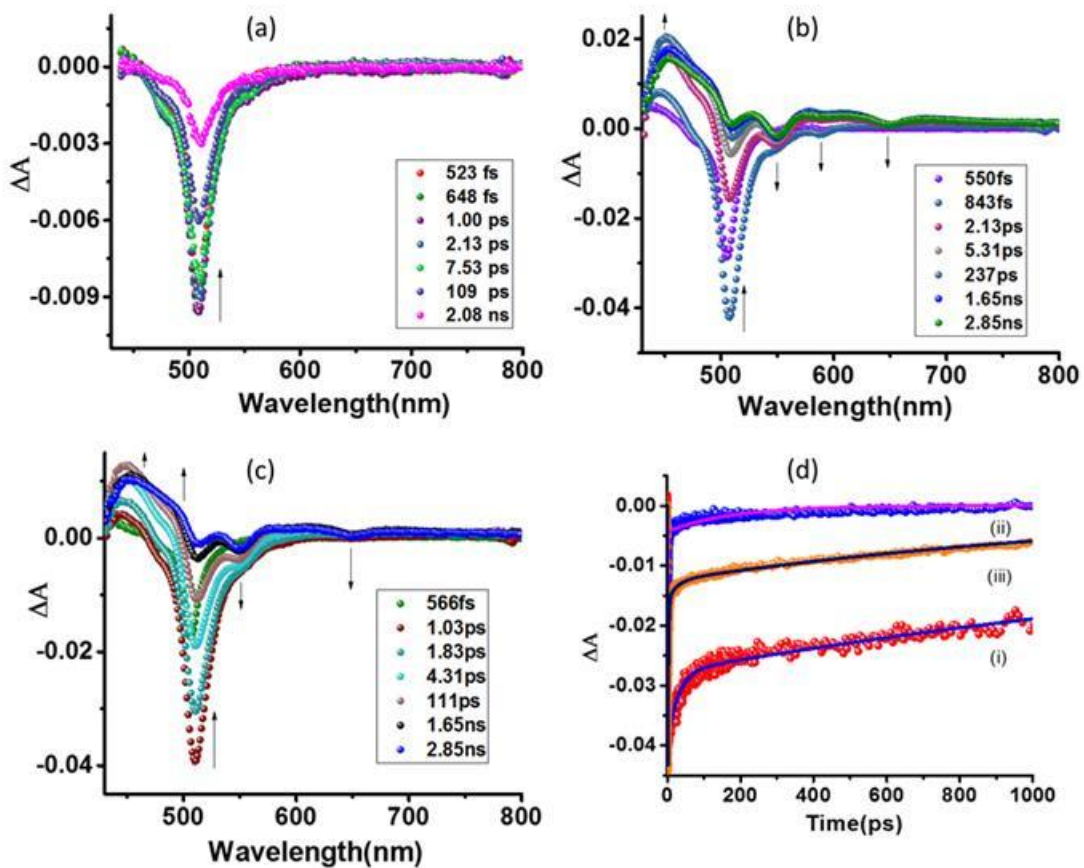 (a)
0.000
-0.003
-0.006
-0.009
ΔA
523 fs
648 fs
1.00 ps
2.13 ps
7.53 ps
109 ps
2.08 ns
500 600 700 800
Wavelength(nm)
(b)
0.02
0.00
-0.02
-0.04
ΔA
550fs
843fs
2.13ps
5.31ps
237ps
1.65ns
2.85ns
500 600 700 800
Wavelength(nm)
(c)
0.00
-0.02
-0.04
ΔA
566fs
1.03ps
1.83ps
4.31ps
111ps
1.65ns
2.85ns
500 600 700 800
Wavelength(nm)
(d)
0.00
-0.01
-0.02
-0.03
-0.04
ΔA
(ii)
(iii)
(i)
0 200 400 600 800 1000
Time(ps)